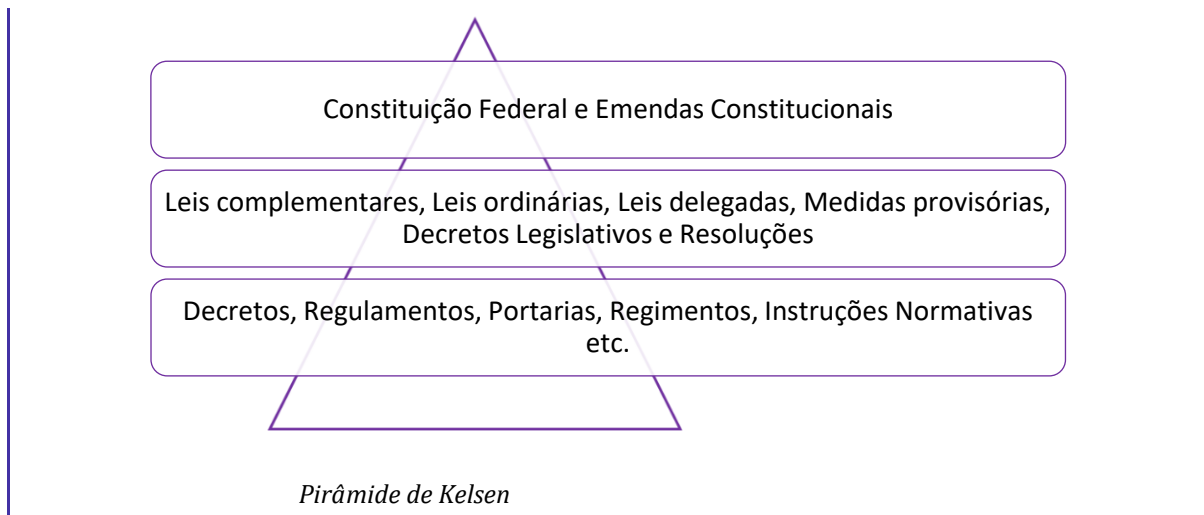 Constituição Federal e Emendas Constitucionais
Leis complementares, Leis ordinárias, Leis delegadas, Medidas provisórias,
Decretos Legislativos e Resoluções
Decretos, Regulamentos, Portarias, Regimentos, Instruções Normativas
etc.
Pirâmide de Kelsen